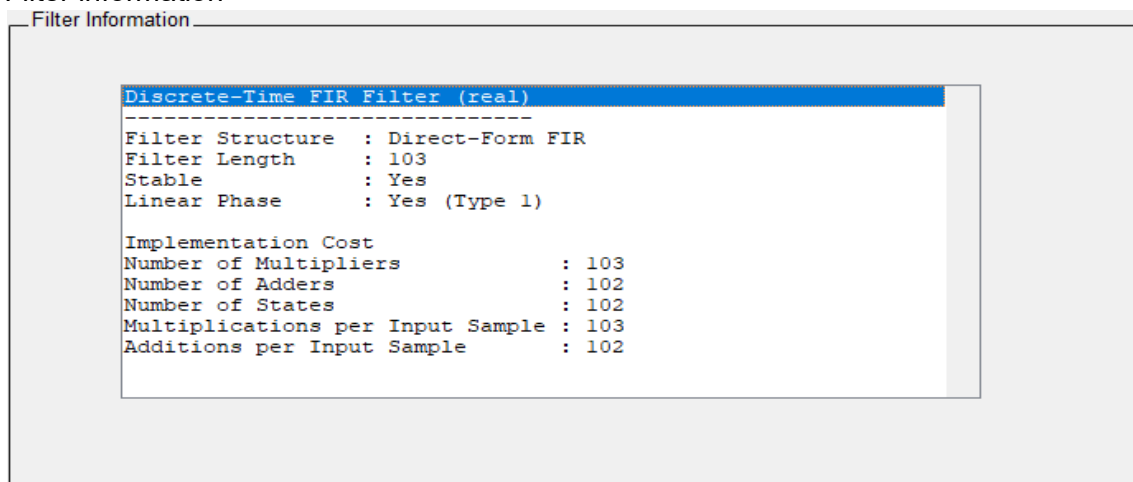 Filter Information
Filter Information
Discrete-Time FIR Filter (real)
-------------------------------
Filter Structure  : Direct-Form FIR
Filter Length     : 103
Stable            : Yes
Linear Phase      : Yes (Type 1)
Implementation Cost
Number of Multipliers            : 103
Number of Adders                 : 102
Number of States                 : 102
Multiplications per Input Sample : 103
Additions per Input Sample       : 102